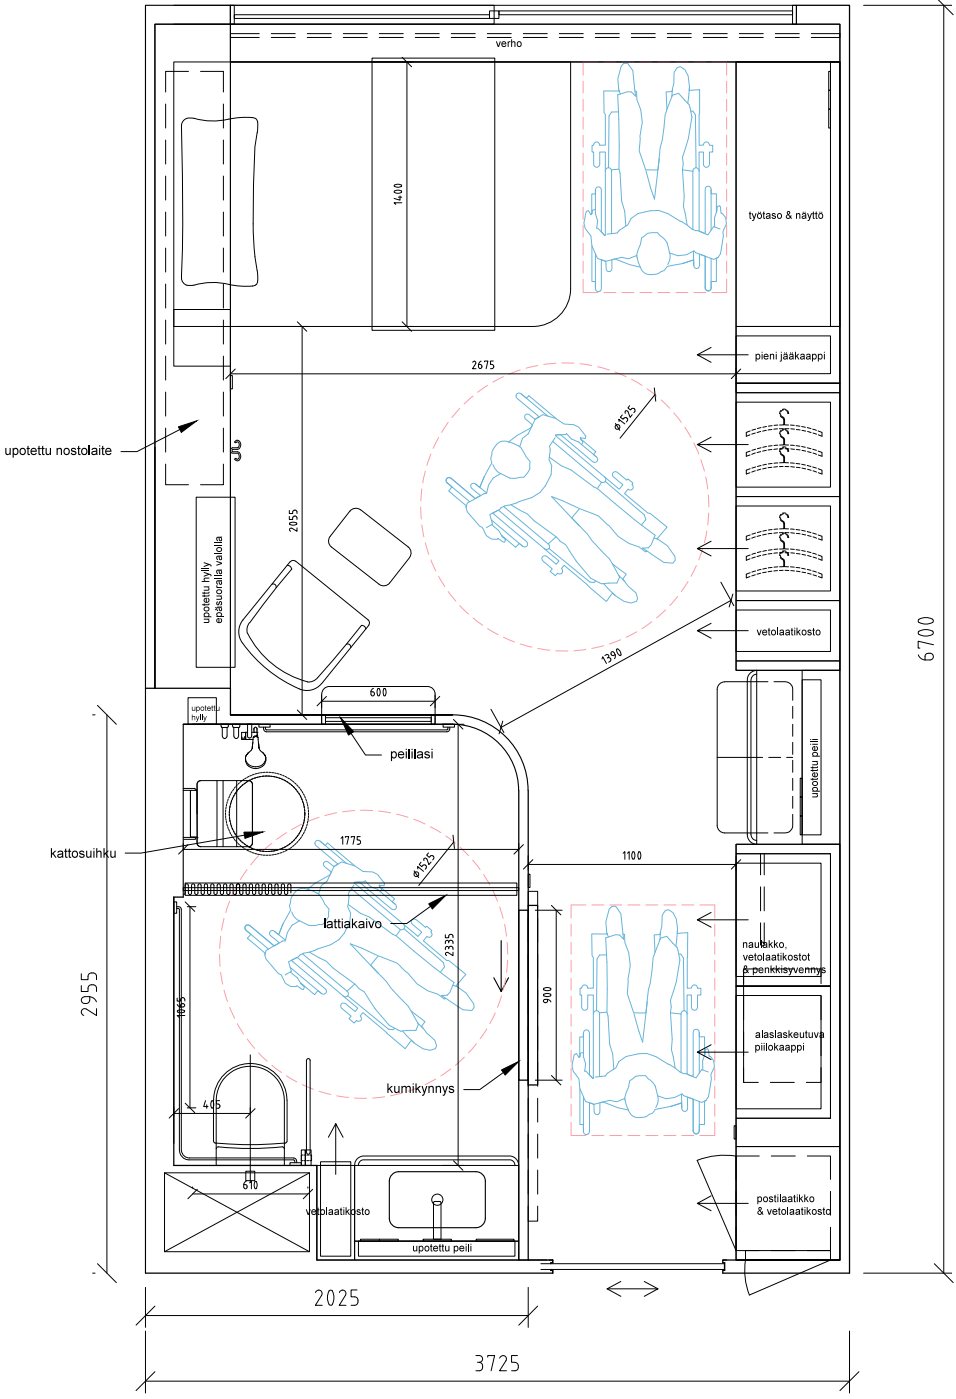 verho
1400
työtaso & näyttö
pieni jääkaappi
2675
ø1525
upotettu nostolaite
2055
upotettu hylly
epäsuoralla valolla
vetolaatikosto
1390
6700
600
upotettu
hylly
peililasi
upotettu peili
kattosuihku
1775
ø1525
1100
lattiakaivo
2335
naulakko,
vetolaatikostot
& penkkisyvennys
2955
1065
900
alaslaskeutuva
piilokaappi
kumikynnys
405
610
vetolaatikosto
postilaatikko
& vetolaatikosto
upotettu peili
2025
3725